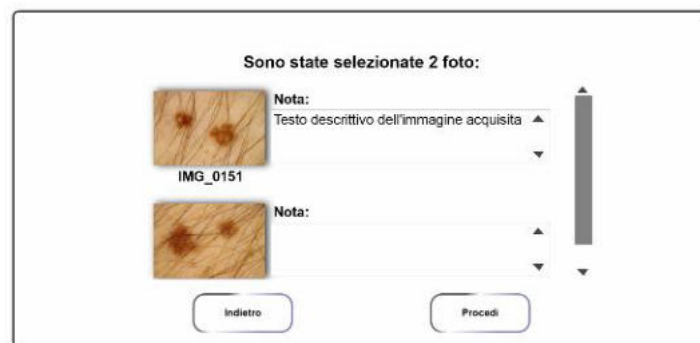 Sono state selezionate 2 foto:
Nota:
Testo descrittivo dell'immagine acquisita
IMG_0151
Nota:
Indietro
Procedi